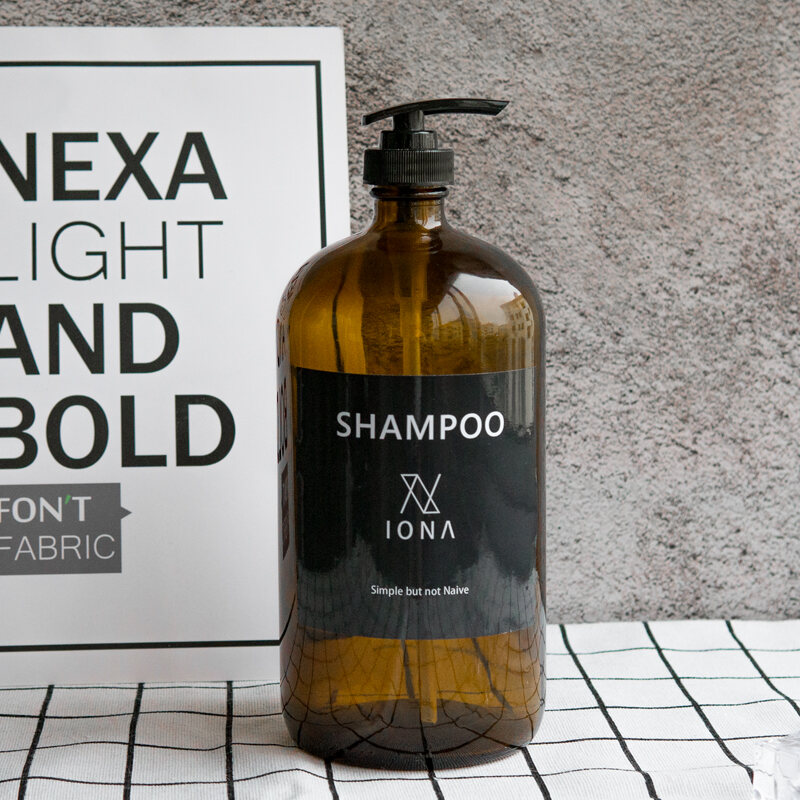 NEXA
LIGHT
AND
BOLD
FON'T
FABRIC
SHAMPOO
IONA
Simple but not Naive